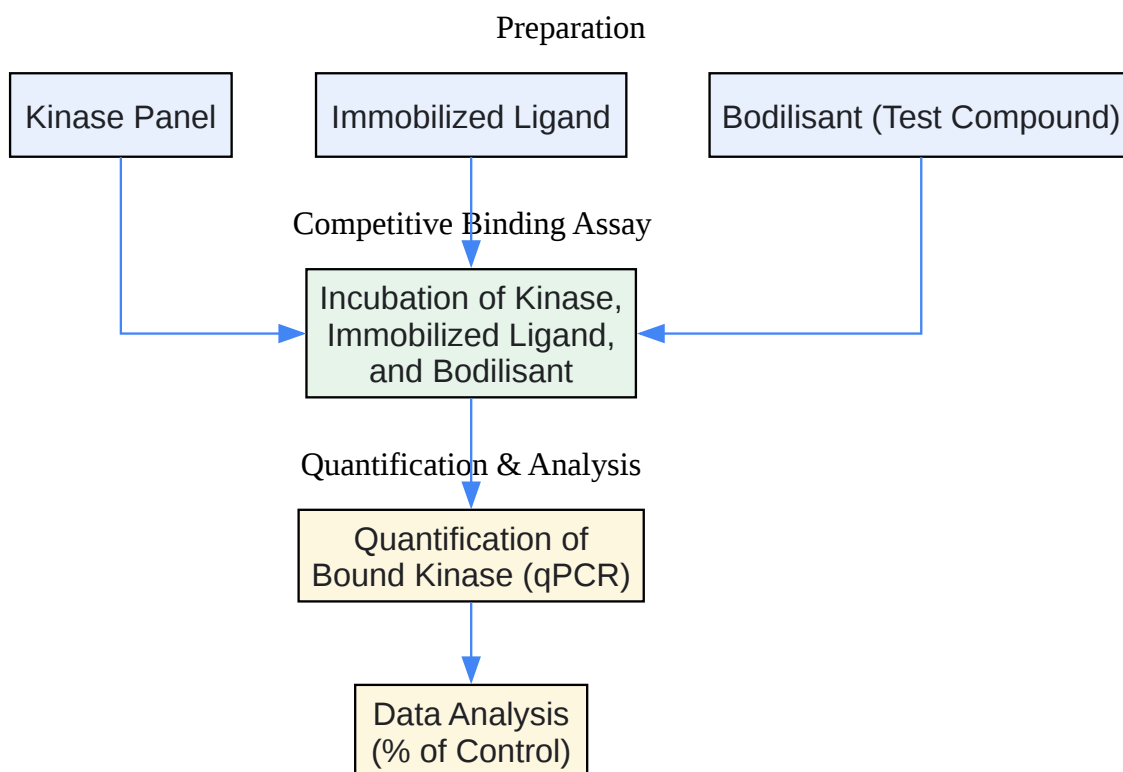 Preparation
Kinase Panel
Immobilized Ligand
Bodilisant (Test Compound)
Competitive Binding Assay
Incubation of Kinase,
Immobilized Ligand,
and Bodilisant
Quantification & Analysis
Quantification of
Bound Kinase (qPCR)
Data Analysis
(% of Control)